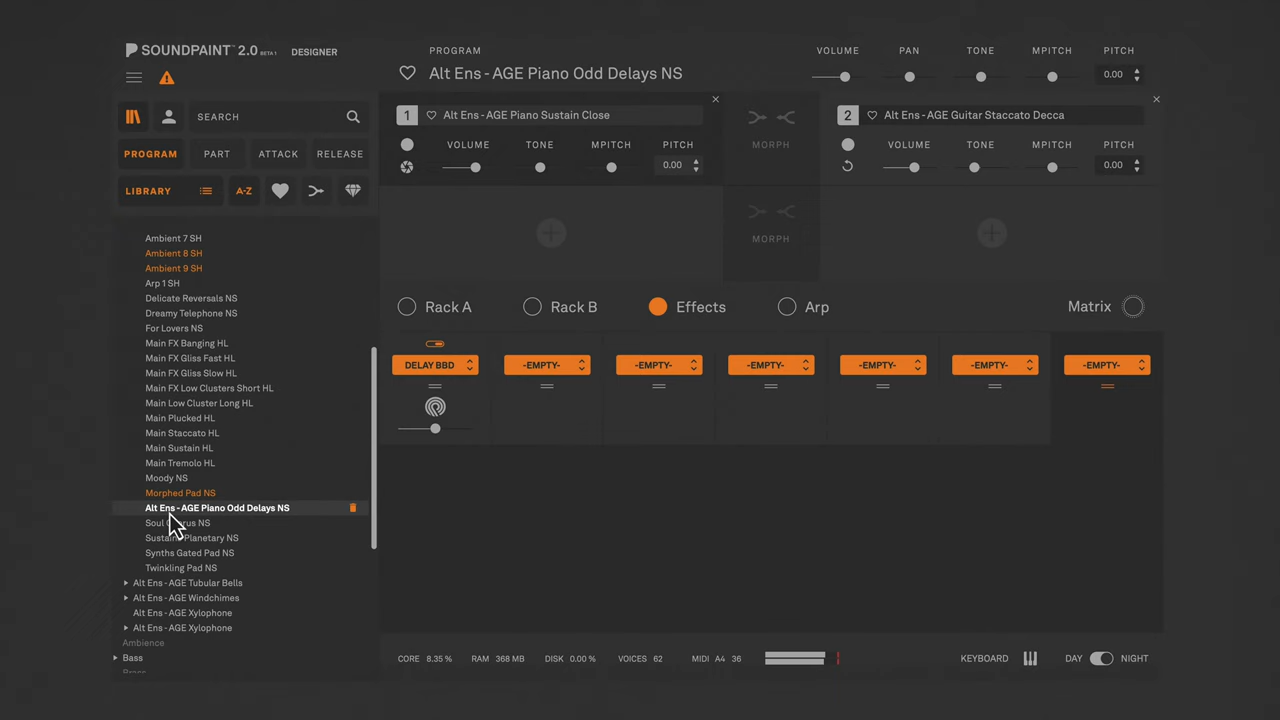 SOUNDPAINT™ 2.0 BETA 1 DESIGNER
PROGRAM
Alt Ens - AGE Piano Odd Delays NS
VOLUME PAN TONE MPITCH PITCH
0.00
SEARCH
PROGRAM PART ATTACK RELEASE
LIBRARY A-Z
1 Alt Ens - AGE Piano Sustain Close
VOLUME TONE MPITCH PITCH
0.00
MORPH
2 Alt Ens - AGE Guitar Staccato Decca
VOLUME TONE MPITCH PITCH
0.00
MORPH
Ambient 7 SH
Ambient 8 SH
Ambient 9 SH
Arp 1 SH
Delicate Reversals NS
Dreamy Telephone NS
For Lovers NS
Main FX Banging HL
Main FX Gliss Fast HL
Main FX Gliss Slow HL
Main FX Low Clusters Short HL
Main Low Cluster Long HL
Main Plucked HL
Main Staccato HL
Main Sustain HL
Main Tremolo HL
Moody NS
Morphed Pad NS
Alt Ens - AGE Piano Odd Delays NS
Soul Chorus NS
Sustain Planetary NS
Synths Gated Pad NS
Twinkling Pad NS
Alt Ens - AGE Tubular Bells
Alt Ens - AGE Windchimes
Alt Ens - AGE Xylophone
Alt Ens - AGE Xylophone
Ambience
Bass
Brass
Rack A Rack B Effects Arp Matrix
DELAY BBD -EMPTY- -EMPTY- -EMPTY- -EMPTY- -EMPTY- -EMPTY-
CORE 8.35 % RAM 368 MB DISK 0.00 % VOICES 62 MIDI A4 36 KEYBOARD DAY NIGHT